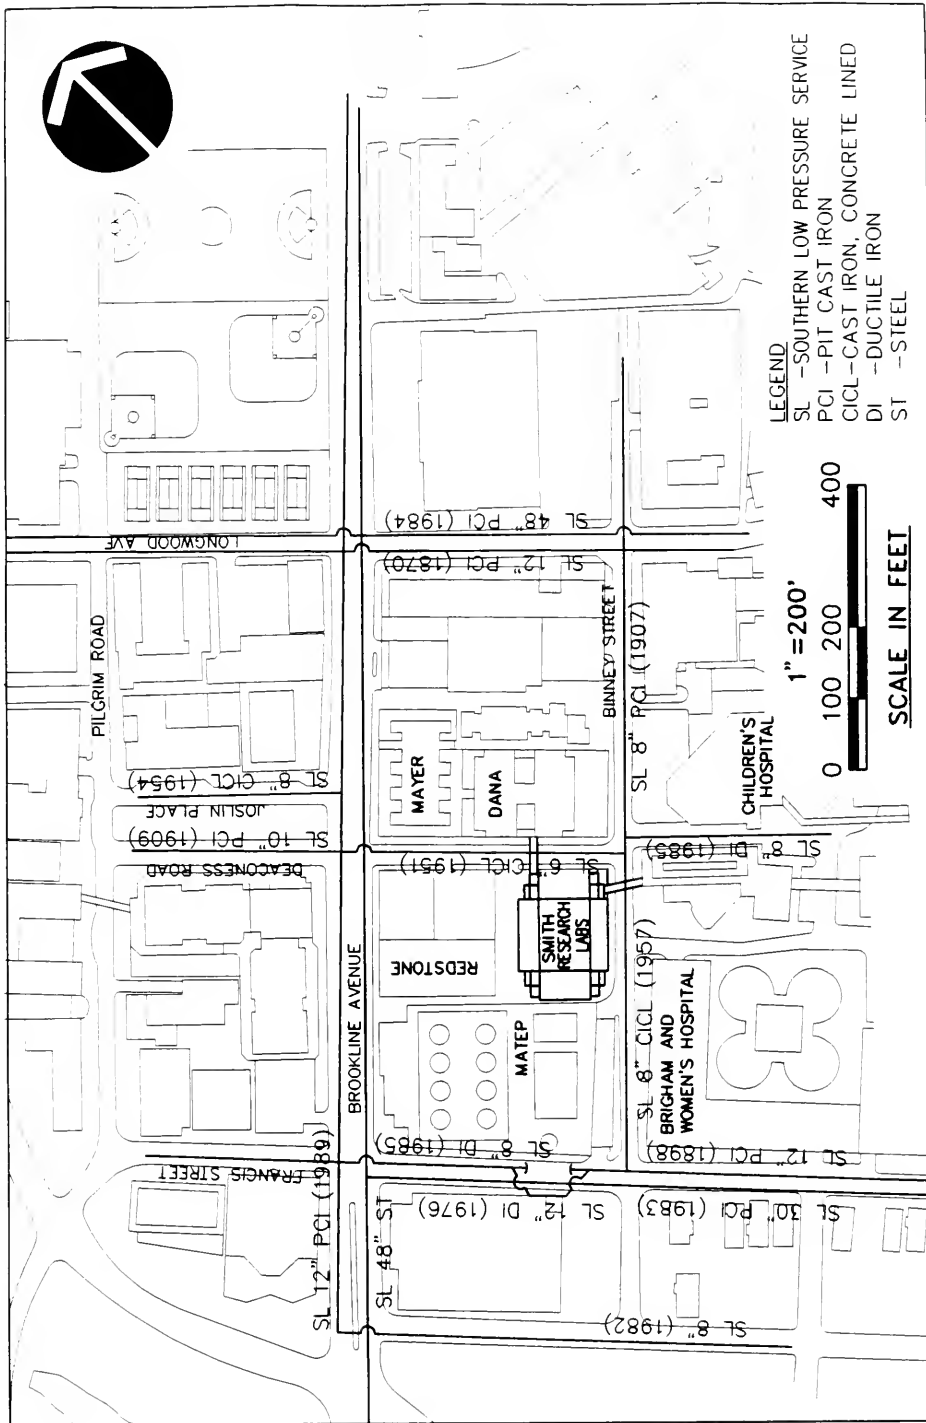 PILGRIM ROAD
LONGWOOD AVE
SL 48" PCI (1984)
SL 12" PCI (1870)
SL 8" CICL (1954)
JOSLIN PLACE
SL 10" PCI (1909)
DEACONESS ROAD
BROOKLINE AVENUE
MAYER
DANA
BINNEY STREET
SL 8" PCI (1907)
CHILDREN'S
HOSPITAL
SL 6" CICL (1951)
SL 8" DI (1985)
SMITH
RESEARCH
LABS
REDSTONE
MATEP
SL 8" CICL (1957)
BRIGHAM AND
WOMEN'S HOSPITAL
FRANCIS STREET
SL 8" DI (1985)
SL 12" PCI (1898)
SL 12" PCI (1989)
SL 48" ST
SL 12" DI (1976)
SL 30" PCI (1983)
SL 8" (1982)
LEGEND
SL -SOUTHERN LOW PRESSURE SERVICE
PCI -PIT CAST IRON
CICL-CAST IRON, CONCRETE LINED
DI -DUCTILE IRON
ST -STEEL
1"=200'
0 100 200 400
SCALE IN FEET